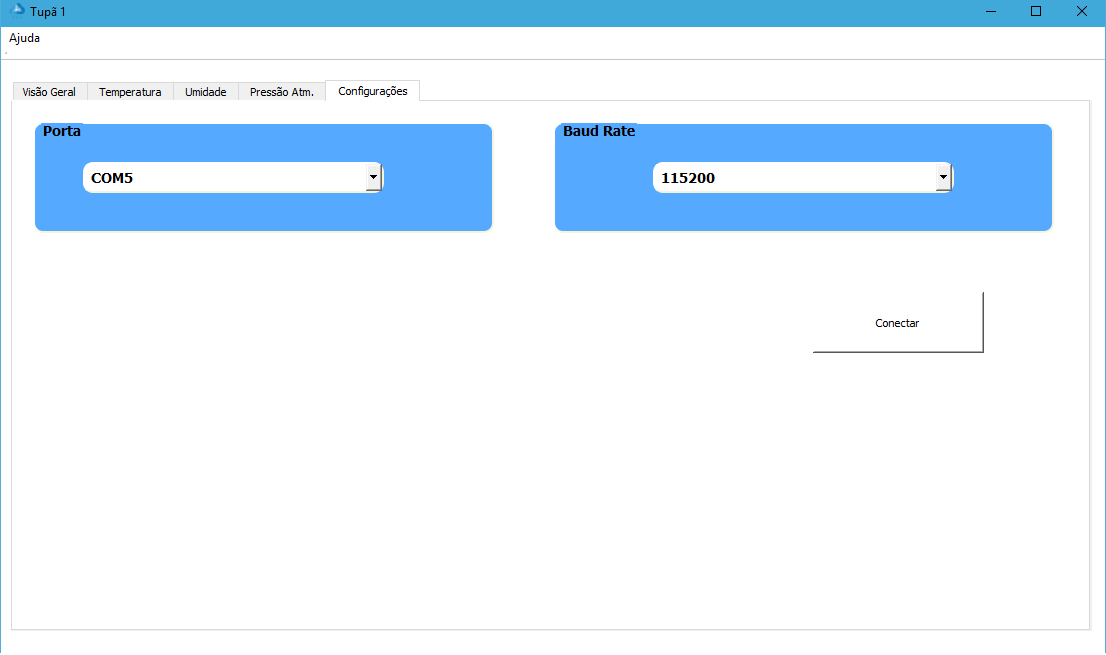 Tupã 1
Ajuda
Visão Geral Temperatura Umidade Pressão Atm. Configurações
Porta Baud Rate
COM5 115200
Conectar